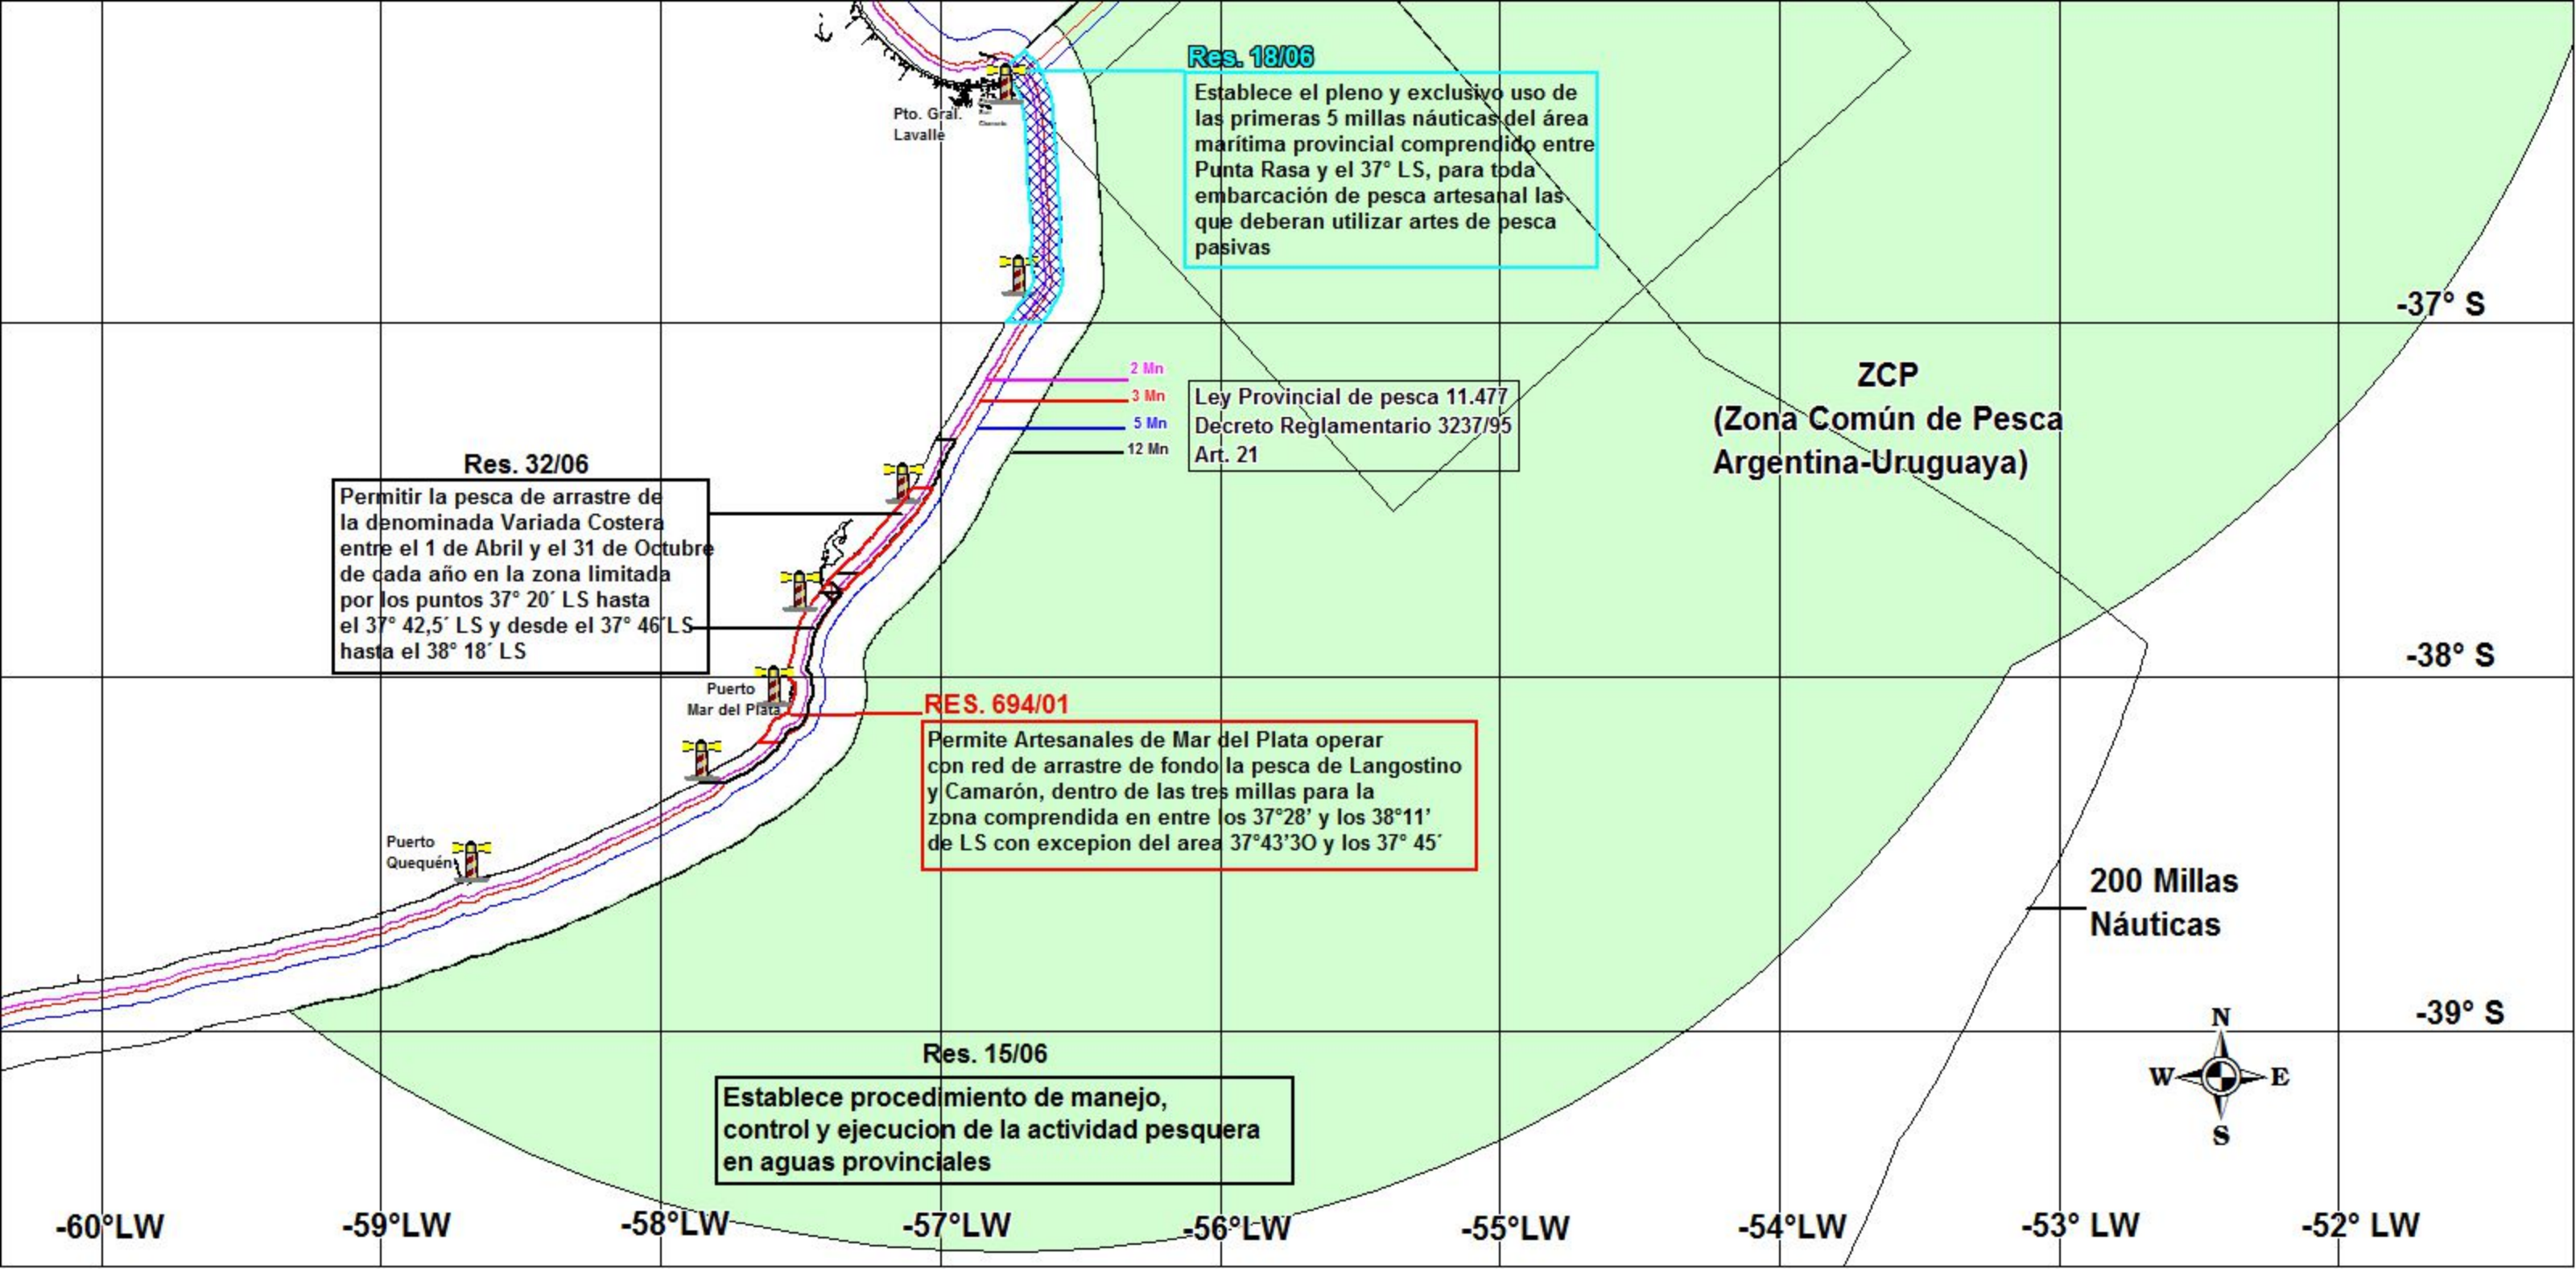 Res. 18/06
Establece el pleno y exclusivo uso de
las primeras 5 millas náuticas del área
marítima provincial comprendido entre
Punta Rasa y el 37° LS, para toda
embarcación de pesca artesanal las
que deberan utilizar artes de pesca
pasivas
Pto. Gral.
Lavalle
-37° S
2 Mn
3 Mn
5 Mn
12 Mn
Ley Provincial de pesca 11.477
Decreto Reglamentario 3237/95
Art. 21
ZCP
(Zona Común de Pesca
Argentina-Uruguaya)
Res. 32/06
Permitir la pesca de arrastre de
la denominada Variada Costera
entre el 1 de Abril y el 31 de Octubre
de cada año en la zona limitada
por los puntos 37° 20´ LS hasta
el 37° 42,5´ LS y desde el 37° 46´LS
hasta el 38° 18´ LS
-38° S
Puerto
Mar del Plata
RES. 694/01
Permite Artesanales de Mar del Plata operar
con red de arrastre de fondo la pesca de Langostino
y Camarón, dentro de las tres millas para la
zona comprendida en entre los 37°28' y los 38°11'
de LS con excepion del area 37°43'3O y los 37° 45´
Puerto
Quequén
200 Millas
Náuticas
-39° S
Res. 15/06
Establece procedimiento de manejo,
control y ejecucion de la actividad pesquera
en aguas provinciales
N
W E
S
-60°LW
-59°LW
-58°LW
-57°LW
-56°LW
-55°LW
-54°LW
-53° LW
-52° LW